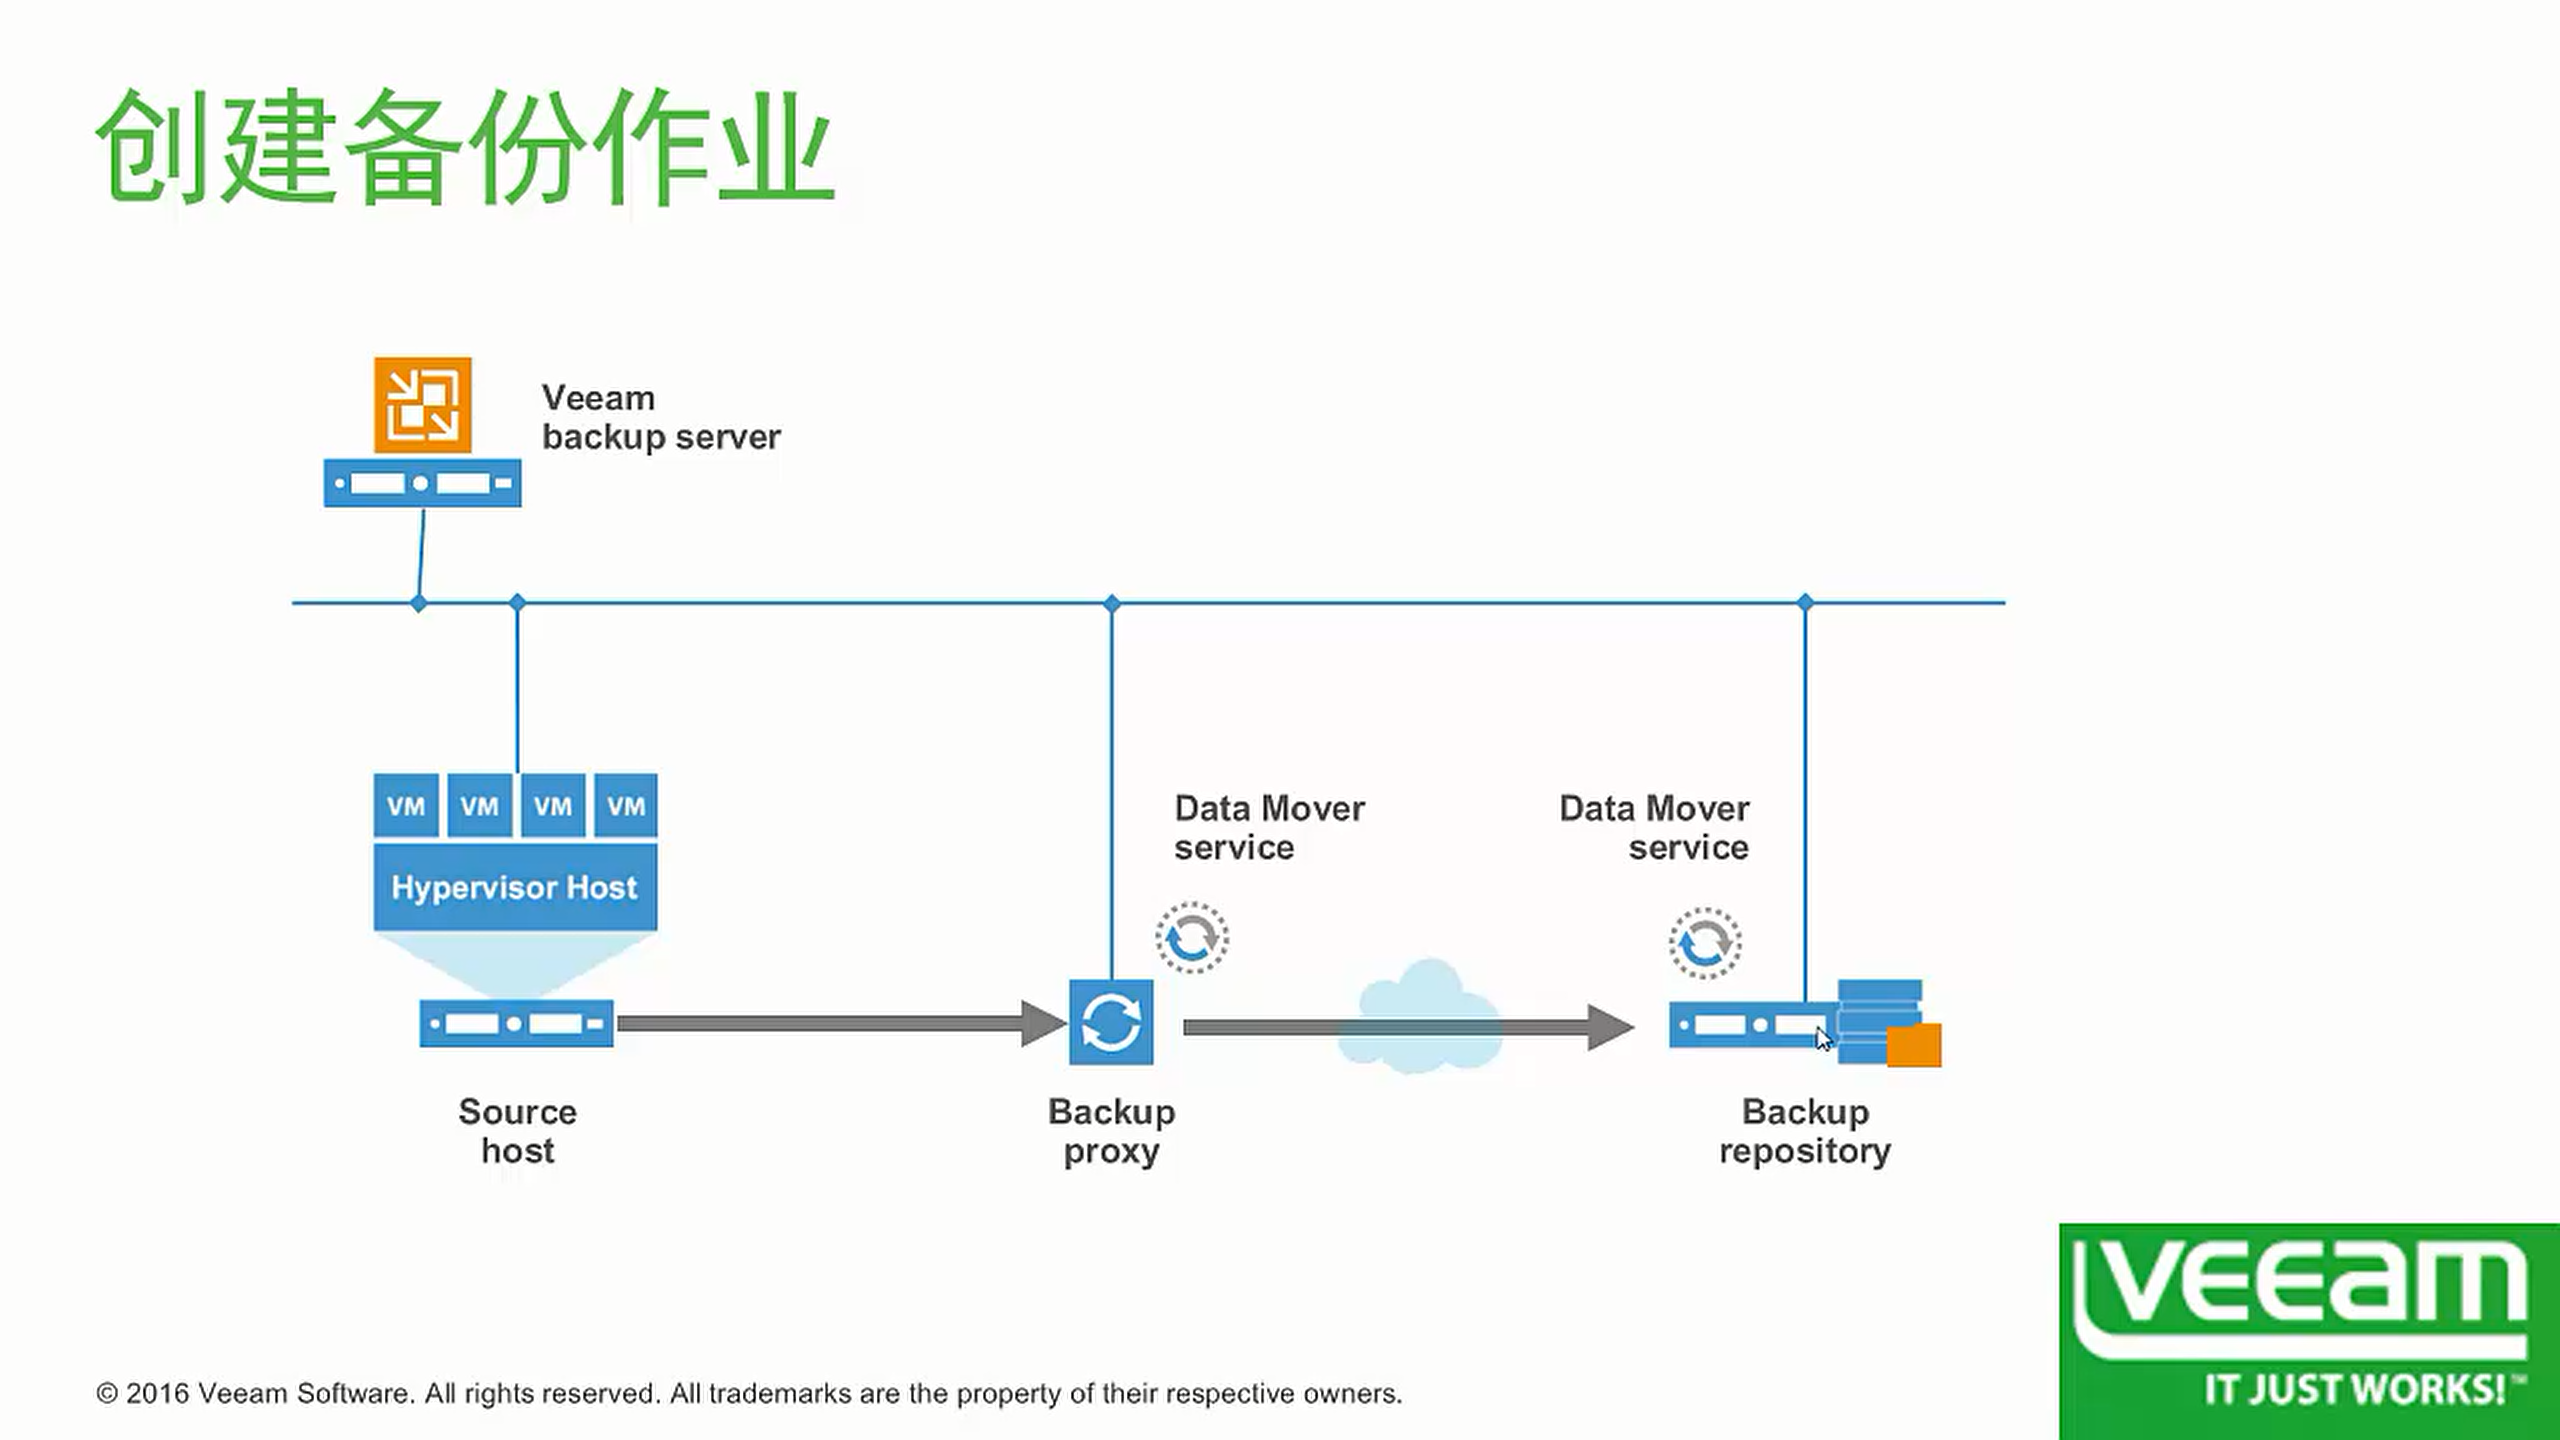 创建备份作业
Veeam
backup server
VM VM VM VM
Hypervisor Host
Data Mover
service
Data Mover
service
Source
host
Backup
proxy
Backup
repository
veeam
IT JUST WORKS!™
© 2016 Veeam Software. All rights reserved. All trademarks are the property of their respective owners.